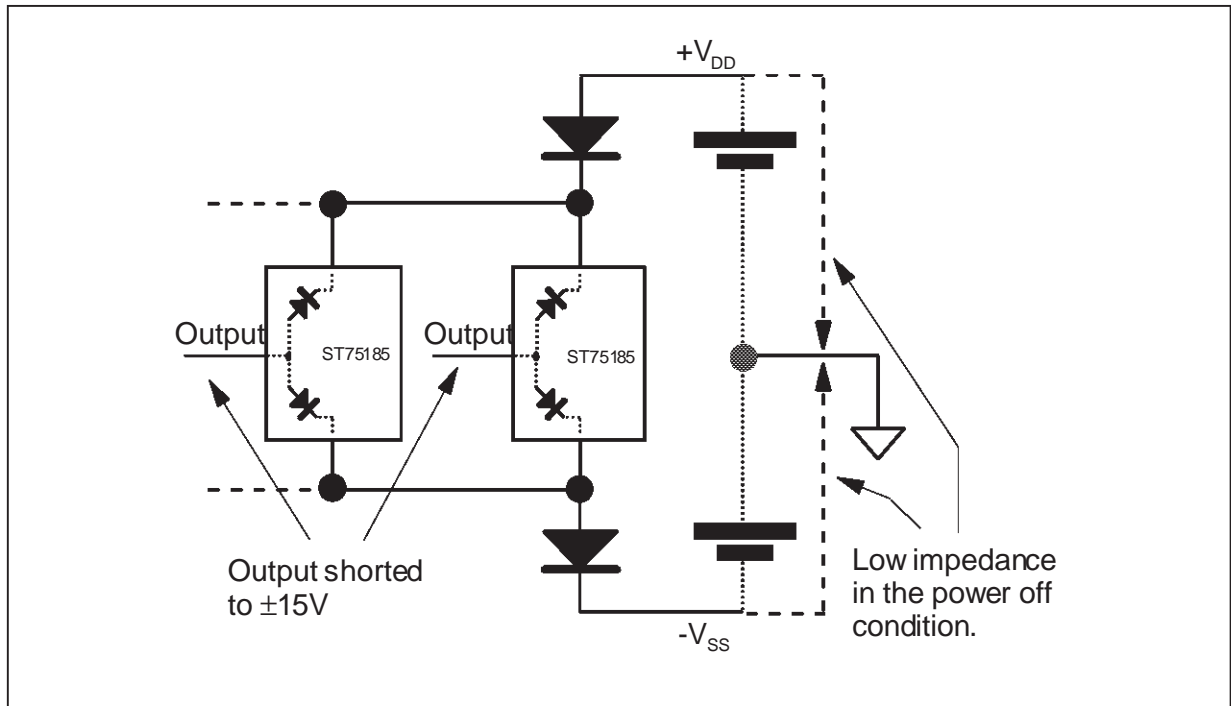 +VDD
Output
ST75185
Output
ST75185
Output shorted
to ±15V
Low impedance
in the power off
condition.
-VSS